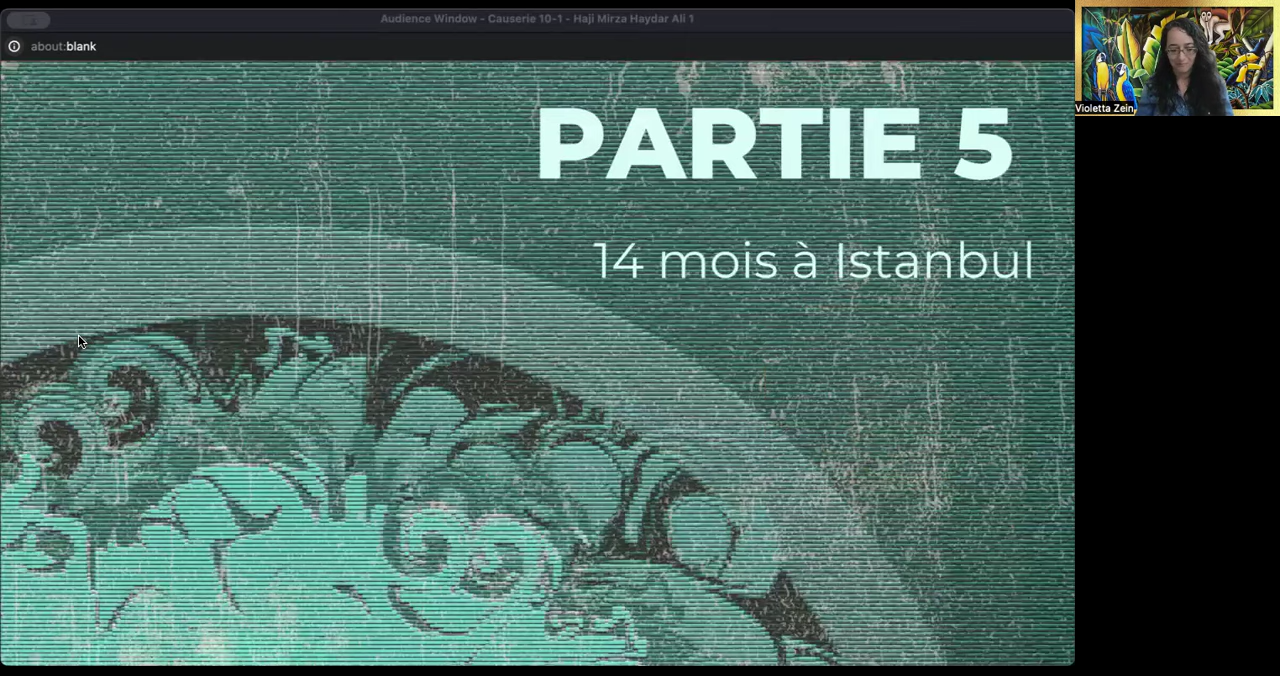 Audience Window - Causerie 10-1 - Haji Mirza Haydar Ali 1
about:blank
PARTIE 5
14 mois à Istanbul
Violetta Zein